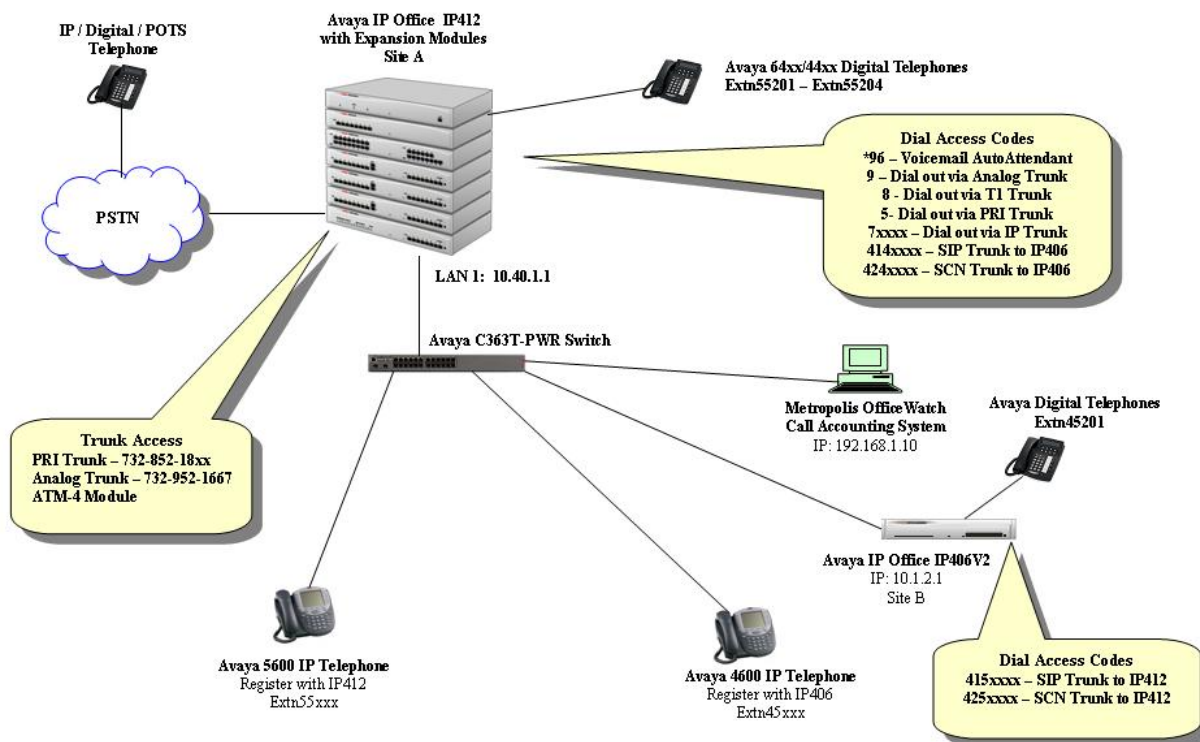 IP / Digital / POTS
Telephone
Avaya IP Office  IP412
with Expansion Modules
Site A
Avaya 64xx/44xx Digital Telephones
Extn55201 – Extn55204
Dial Access Codes
*96 – Voicemail AutoAttendant
9 – Dial out via Analog Trunk
8 - Dial out via T1 Trunk
5- Dial out via PRI Trunk
7xxxx – Dial out via IP Trunk
414xxxx – SIP Trunk to IP406
424xxxx – SCN Trunk to IP406
PSTN
LAN 1:  10.40.1.1
Avaya C363T-PWR Switch
Metropolis OfficeWatch
Call Accounting System
IP: 192.168.1.10
Avaya Digital Telephones
Extn45201
Trunk Access
PRI Trunk – 732-852-18xx
Analog Trunk – 732-952-1667
ATM-4 Module
Avaya IP Office IP406V2
IP: 10.1.2.1
Site B
Avaya 5600 IP Telephone
Register with IP412
Extn55xxx
Avaya 4600 IP Telephone
Register with IP406
Extn45xxx
Dial Access Codes
415xxxx – SIP Trunk to IP412
425xxxx – SCN Trunk to IP412